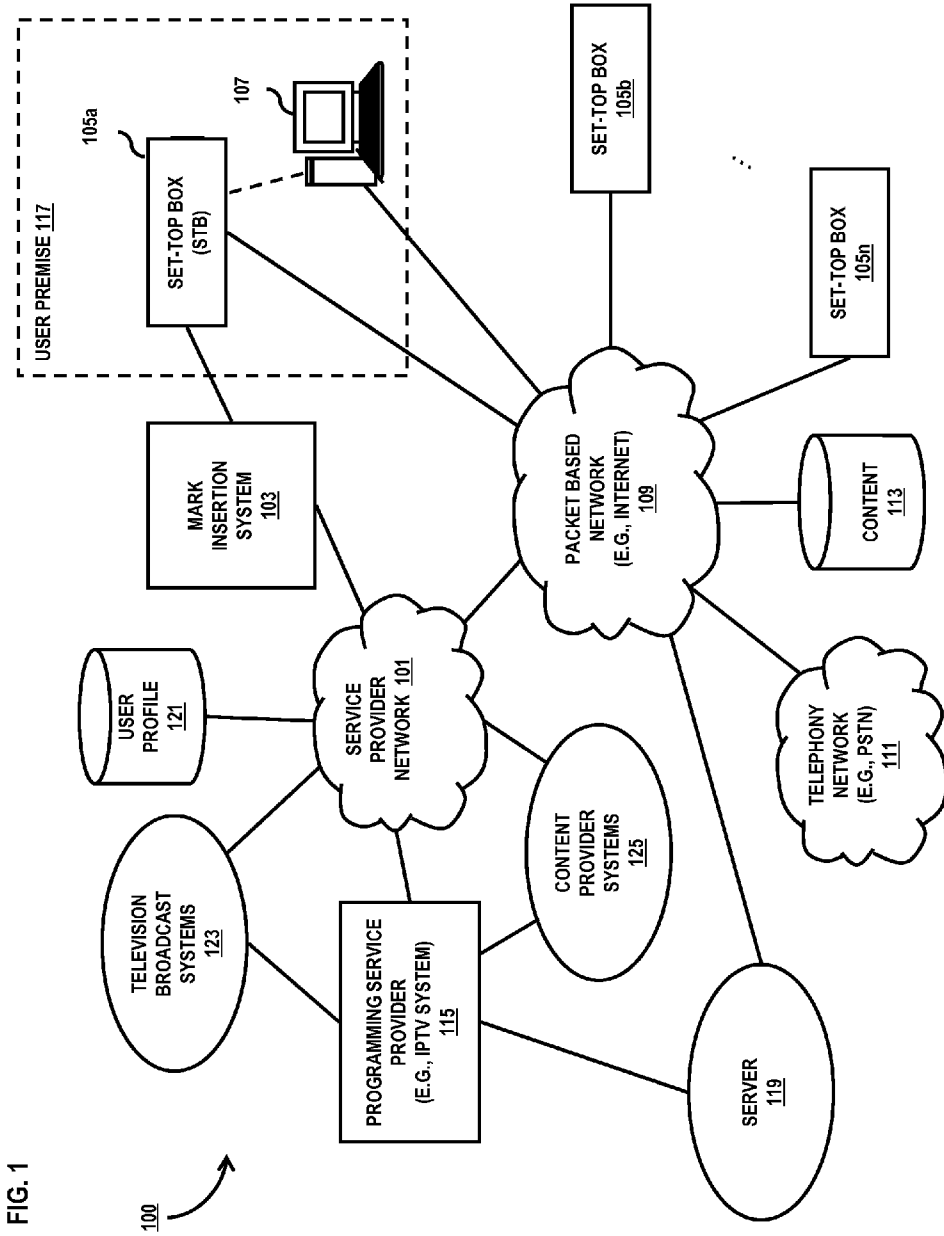 FIG. 1
100
USER PREMISE 117
105a
SET-TOP BOX
(STB)
107
MARK
INSERTION
SYSTEM
103
USER
PROFILE
121
TELEVISION
BROADCAST
SYSTEMS
123
SERVICE
PROVIDER
NETWORK 101
PROGRAMMING SERVICE
PROVIDER
(E.G., IPTV SYSTEM)
115
CONTENT
PROVIDER
SYSTEMS
125
PACKET BASED
NETWORK
(E.G., INTERNET)
109
SET-TOP BOX
105b
SET-TOP BOX
105n
CONTENT
113
TELEPHONY
NETWORK
(E.G., PSTN)
111
SERVER
119